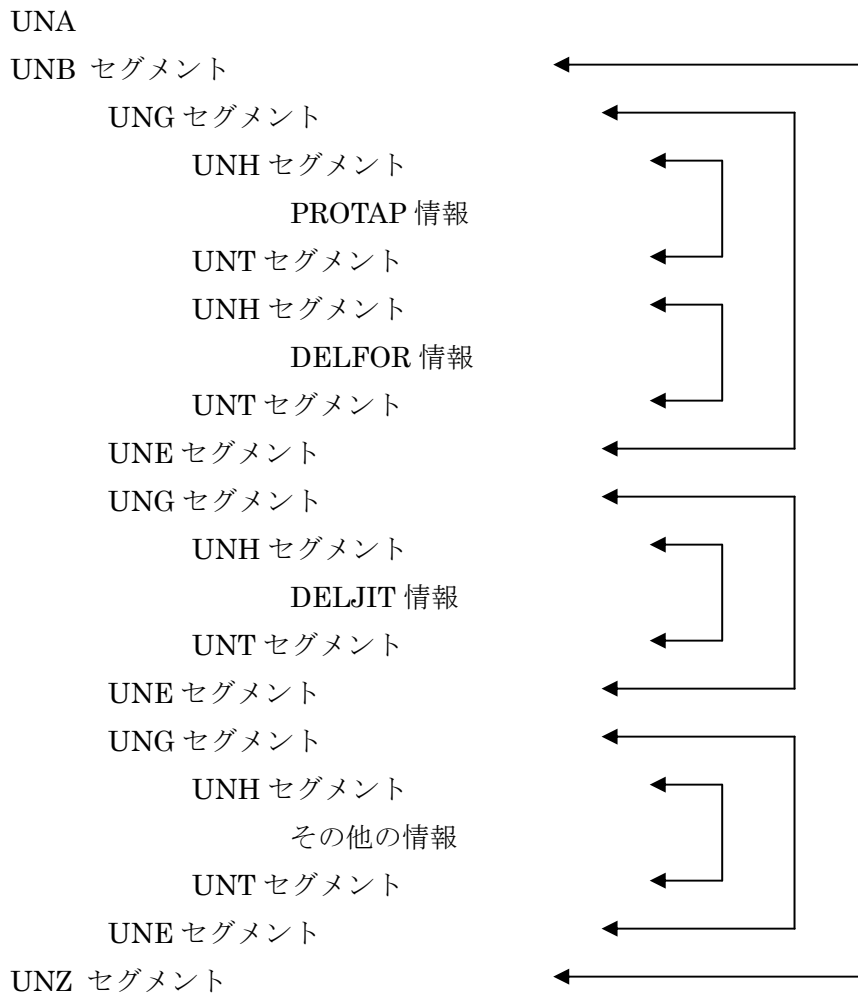 UNA
UNB セグメント
UNG セグメント
UNH セグメント
PROTAP 情報
UNT セグメント
UNH セグメント
DELFOR 情報
UNT セグメント
UNE セグメント
UNG セグメント
UNH セグメント
DELJIT 情報
UNT セグメント
UNE セグメント
UNG セグメント
UNH セグメント
その他の情報
UNT セグメント
UNE セグメント
UNZ セグメント